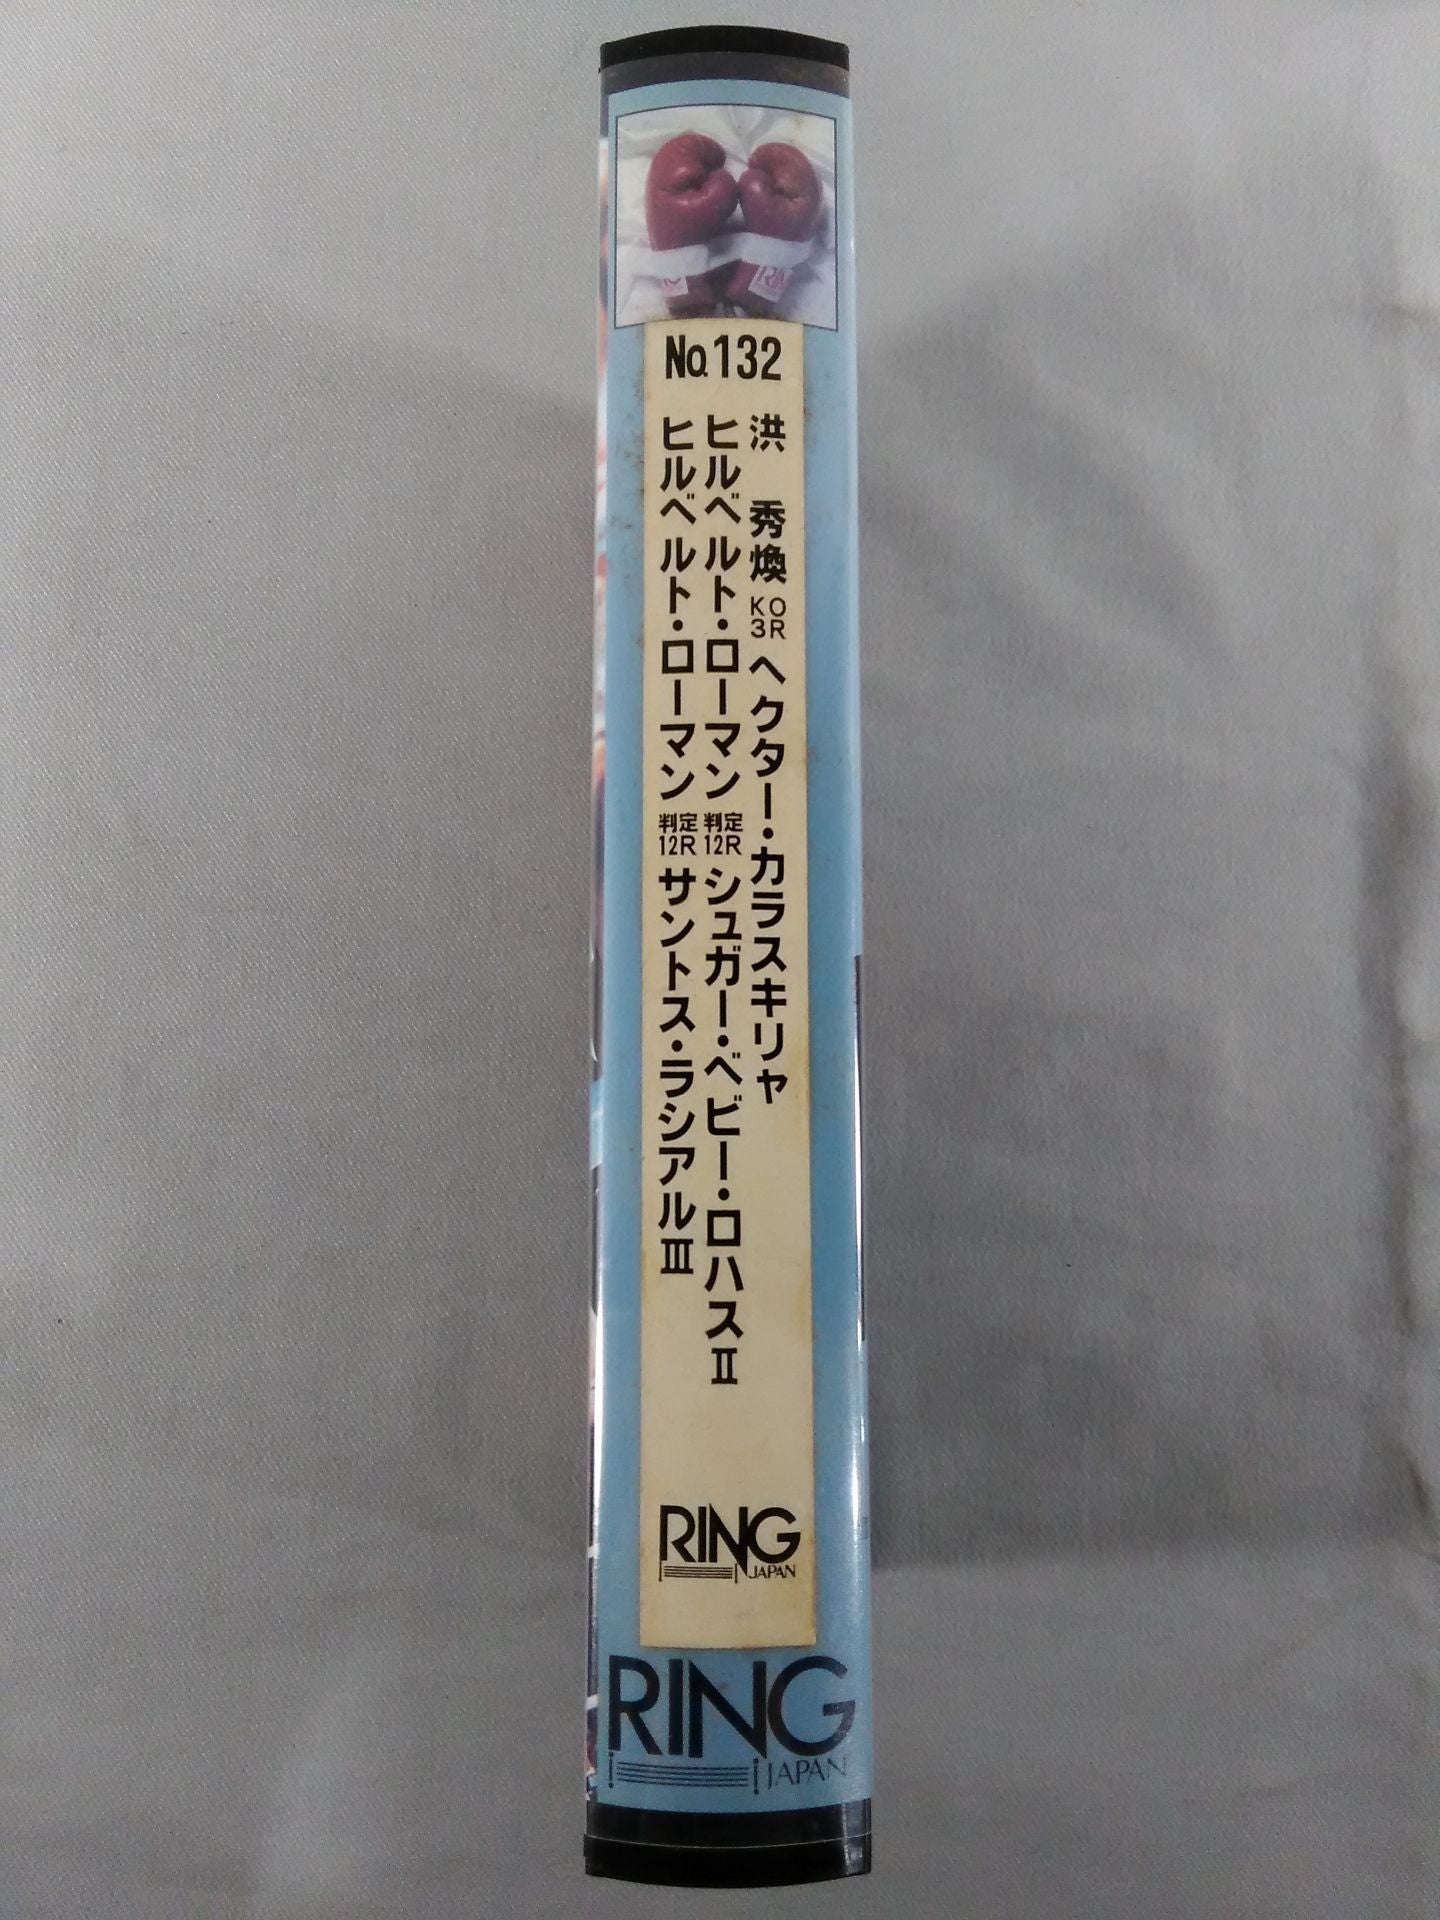 No.132
洪 秀煥 KO 3R ヘクター・カラスキリャ
ヒルベルト・ローマン 判定 12R シュガー・ベビー・ロハスⅡ
ヒルベルト・ローマン 判定 12R サントス・ラシアルⅢ
RING JAPAN
RING JAPAN